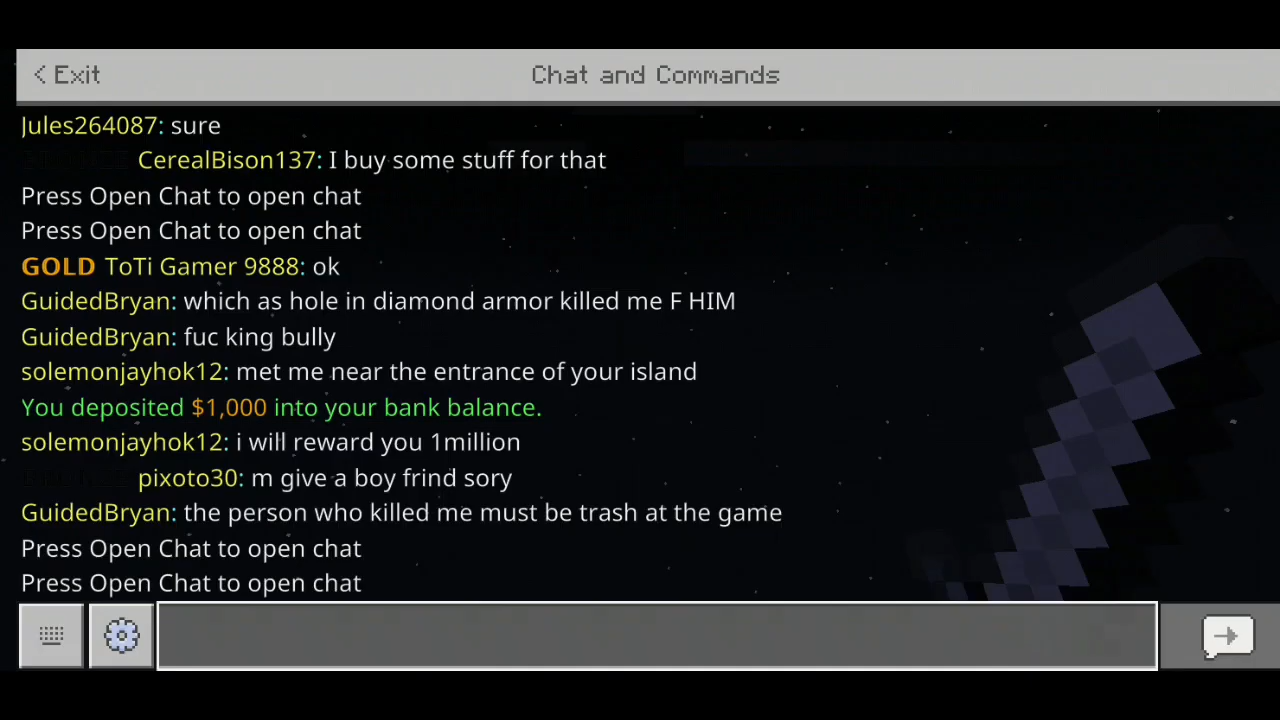 < Exit
Chat and Commands
Jules264087: sure
CerealBison137: I buy some stuff for that
Press Open Chat to open chat
Press Open Chat to open chat
GOLD ToTi Gamer 9888: ok
GuidedBryan: which as hole in diamond armor killed me F HIM
GuidedBryan: fuc king bully
solemonjayhok12: met me near the entrance of your island
You deposited $1,000 into your bank balance.
solemonjayhok12: i will reward you 1million
pixoto30: m give a boy frind sory
GuidedBryan: the person who killed me must be trash at the game
Press Open Chat to open chat
Press Open Chat to open chat